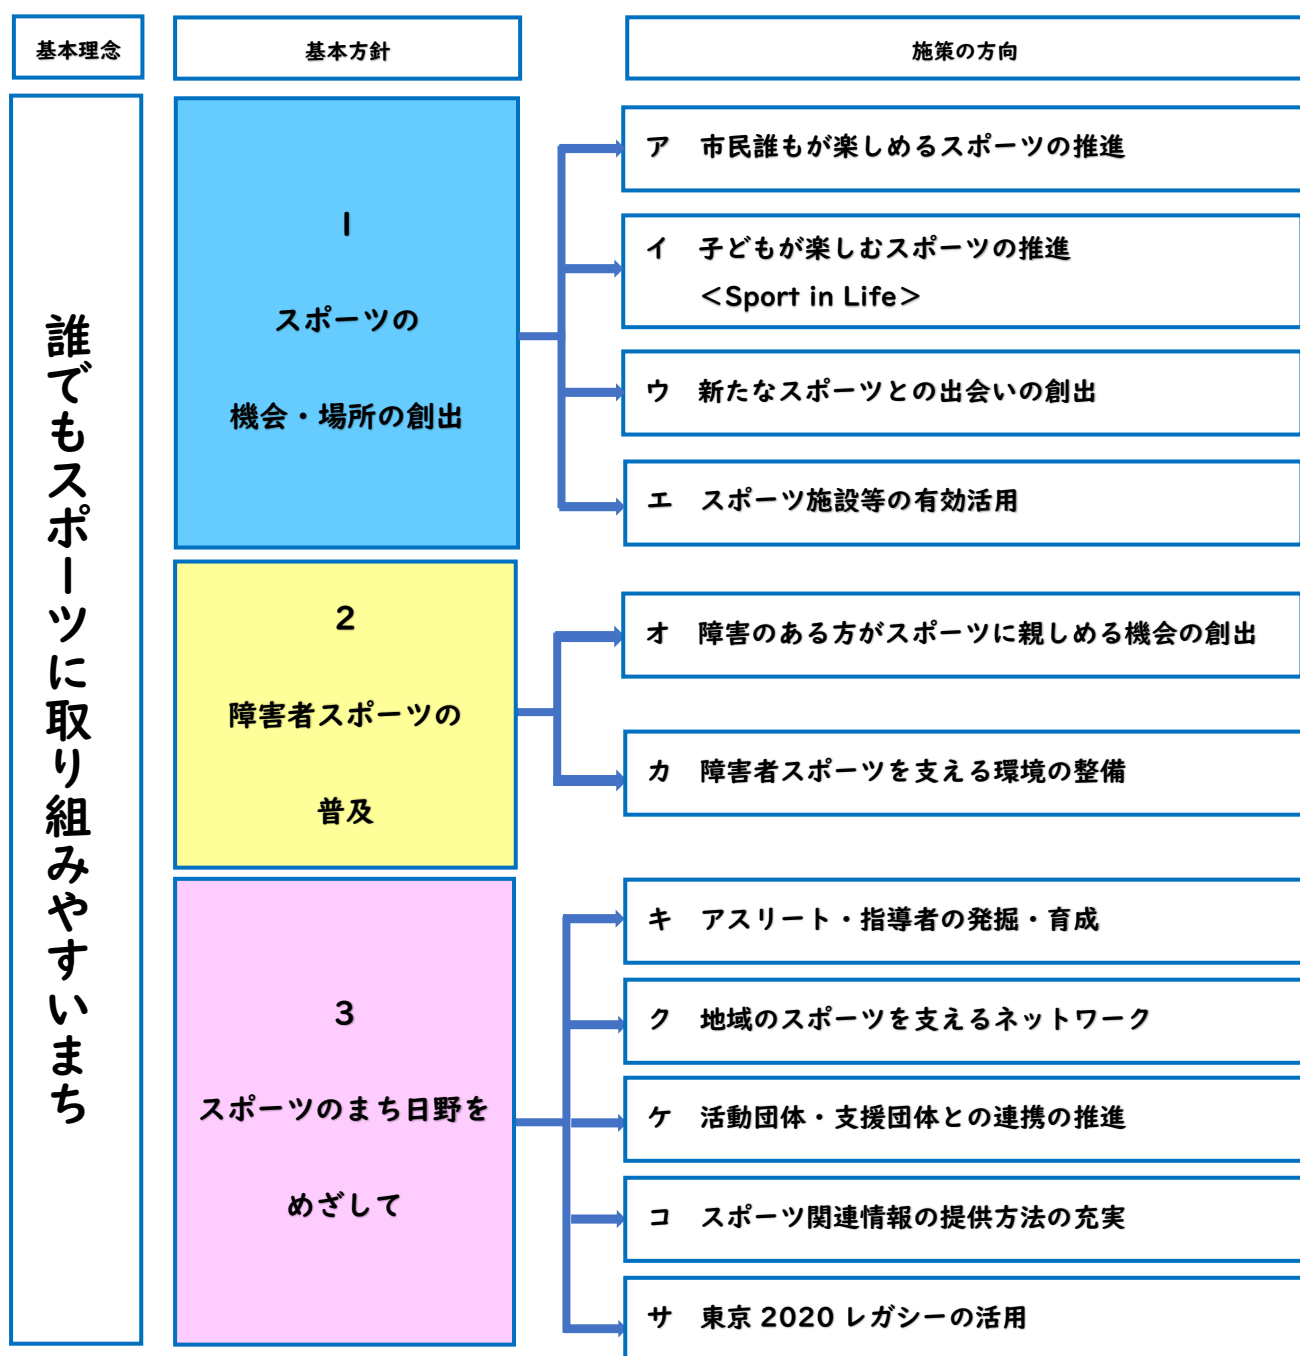 基本理念
基本方針
施策の方向
誰でもスポーツに取り組みやすいまち
1
スポーツの
機会・場所の創出
ア　市民誰もが楽しめるスポーツの推進
イ　子どもが楽しむスポーツの推進
＜Sport in Life＞
ウ　新たなスポーツとの出会いの創出
エ　スポーツ施設等の有効活用
2
障害者スポーツの
普及
オ　障害のある方がスポーツに親しめる機会の創出
カ　障害者スポーツを支える環境の整備
3
スポーツのまち日野を
めざして
キ　アスリート・指導者の発掘・育成
ク　地域のスポーツを支えるネットワーク
ケ　活動団体・支援団体との連携の推進
コ　スポーツ関連情報の提供方法の充実
サ　東京 2020 レガシーの活用